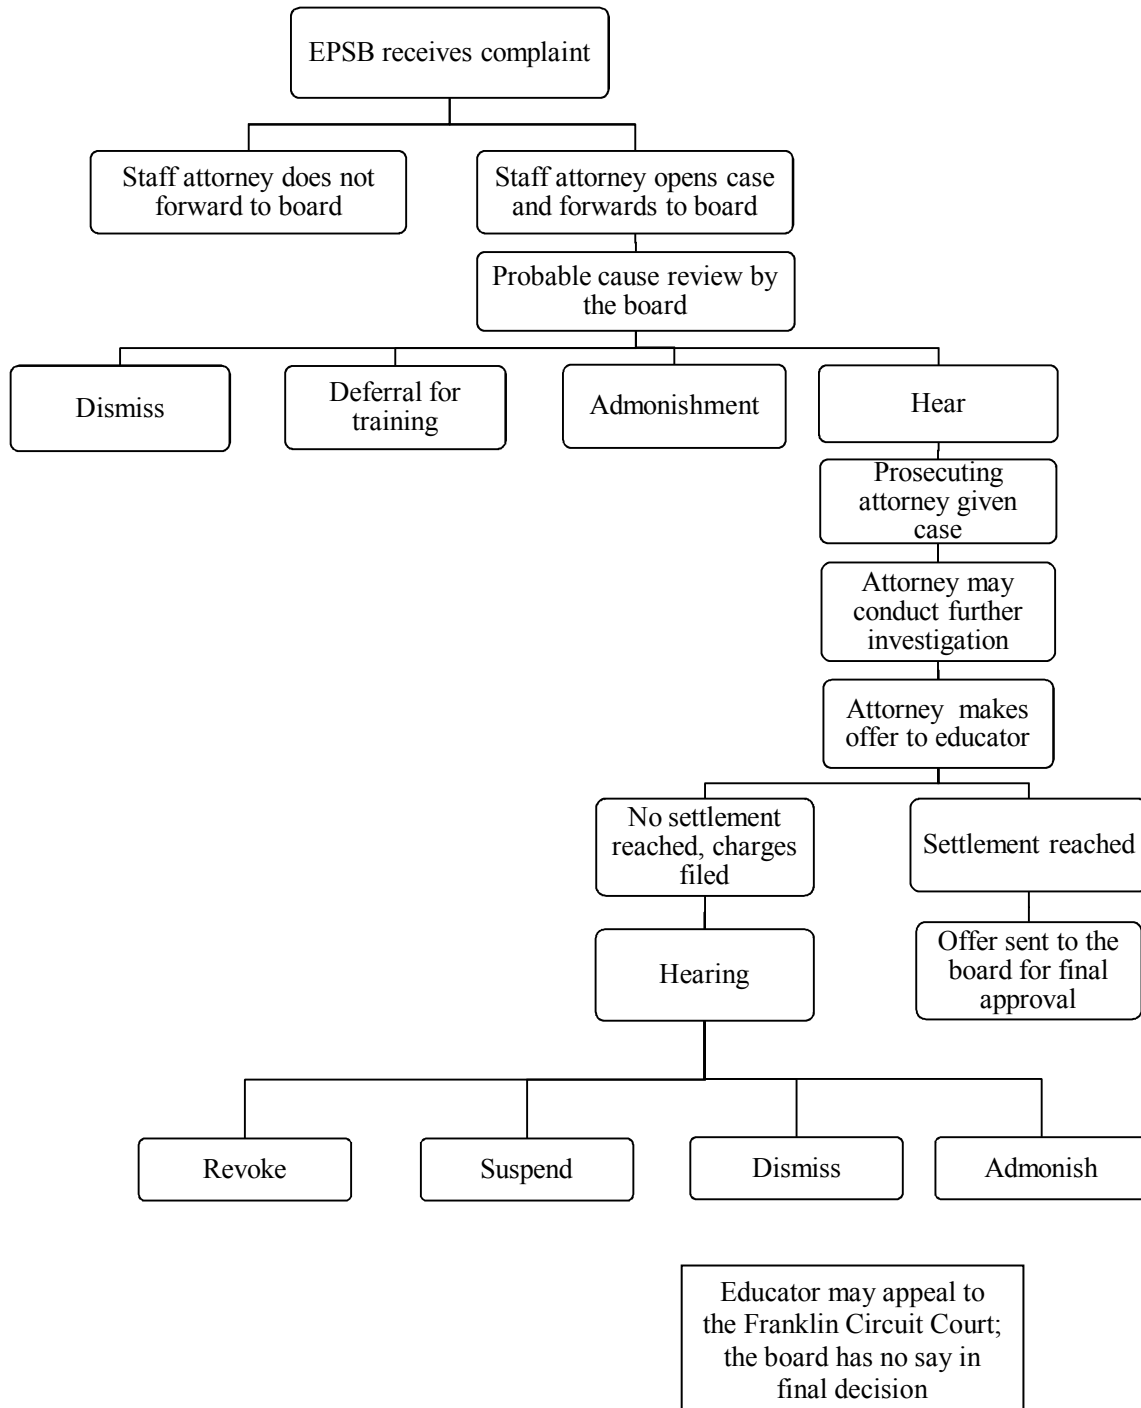 EPSB receives complaint
Staff attorney does not
forward to board
Staff attorney opens case
and forwards to board
Probable cause review by
the board
Dismiss
Deferral for
training
Admonishment
Hear
Prosecuting
attorney given
case
Attorney may
conduct further
investigation
Attorney makes
offer to educator
No settlement
reached, charges
filed
Settlement reached
Hearing
Offer sent to the
board for final
approval
Revoke
Suspend
Dismiss
Admonish
Educator may appeal to
the Franklin Circuit Court;
the board has no say in
final decision